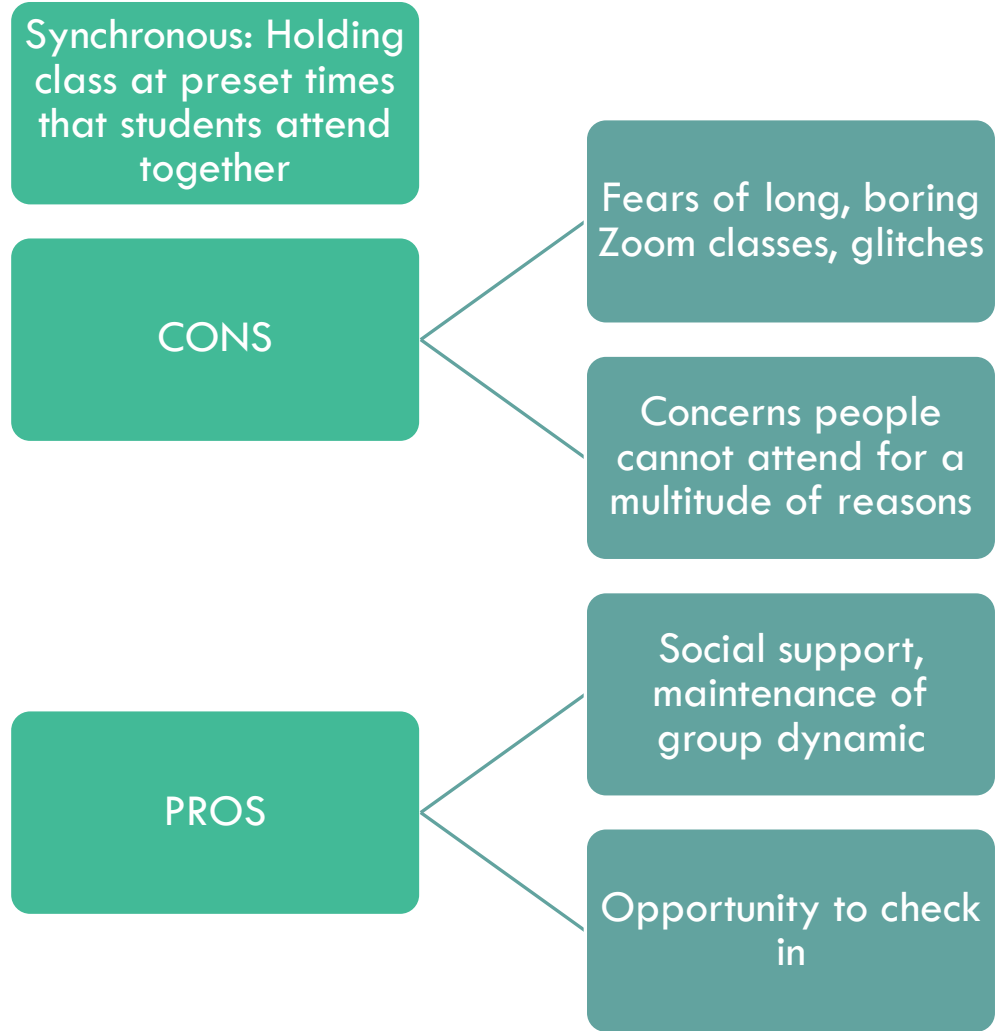 Synchronous: Holding
class at preset times
that students attend
together
CONS
Fears of long, boring
Zoom classes, glitches
Concerns people
cannot attend for a
multitude of reasons
PROS
Social support,
maintenance of
group dynamic
Opportunity to check
in